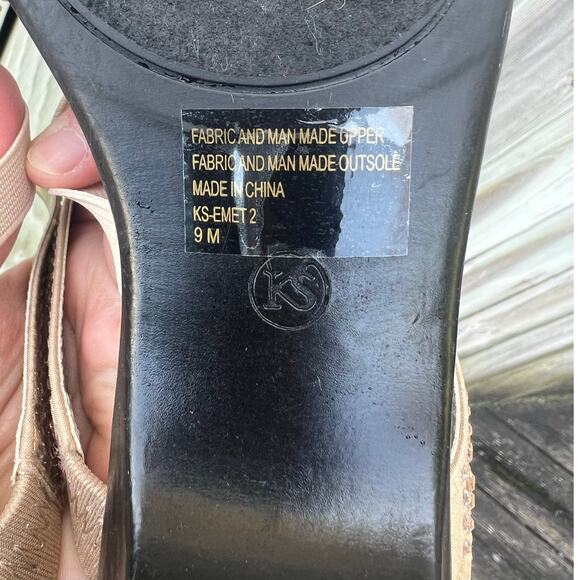 FABRIC AND MAN MADE UPPER
FABRIC AND MAN MADE OUTSOLE
MADE IN CHINA
KS-EMET 2
9 M
KS